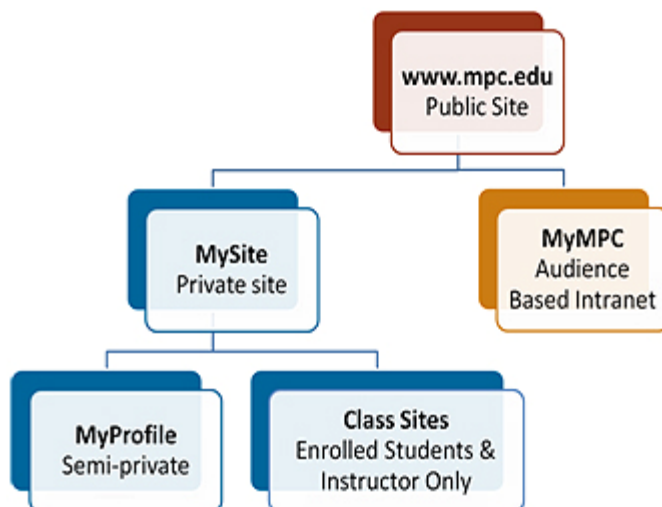 www.mpc.edu
Public Site
MySite
Private site
MyMPC
Audience
Based Intranet
MyProfile
Semi-private
Class Sites
Enrolled Students &
Instructor Only